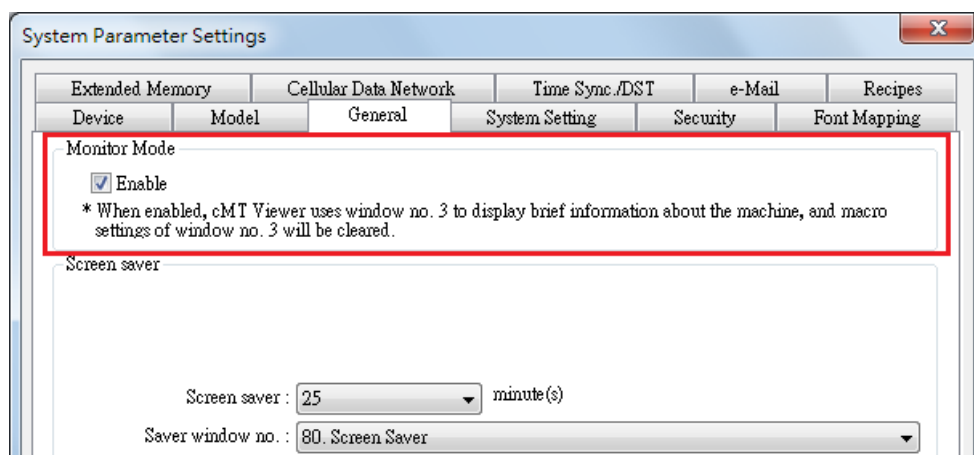 System Parameter Settings
Extended Memory Cellular Data Network Time Sync./DST e-Mail Recipes
Device Model General System Setting Security Font Mapping
Monitor Mode
Enable
* When enabled, cMT Viewer uses window no. 3 to display brief information about the machine, and macro
settings of window no. 3 will be cleared.
Screen saver
Screen saver : 25 minute(s)
Saver window no. : 80. Screen Saver